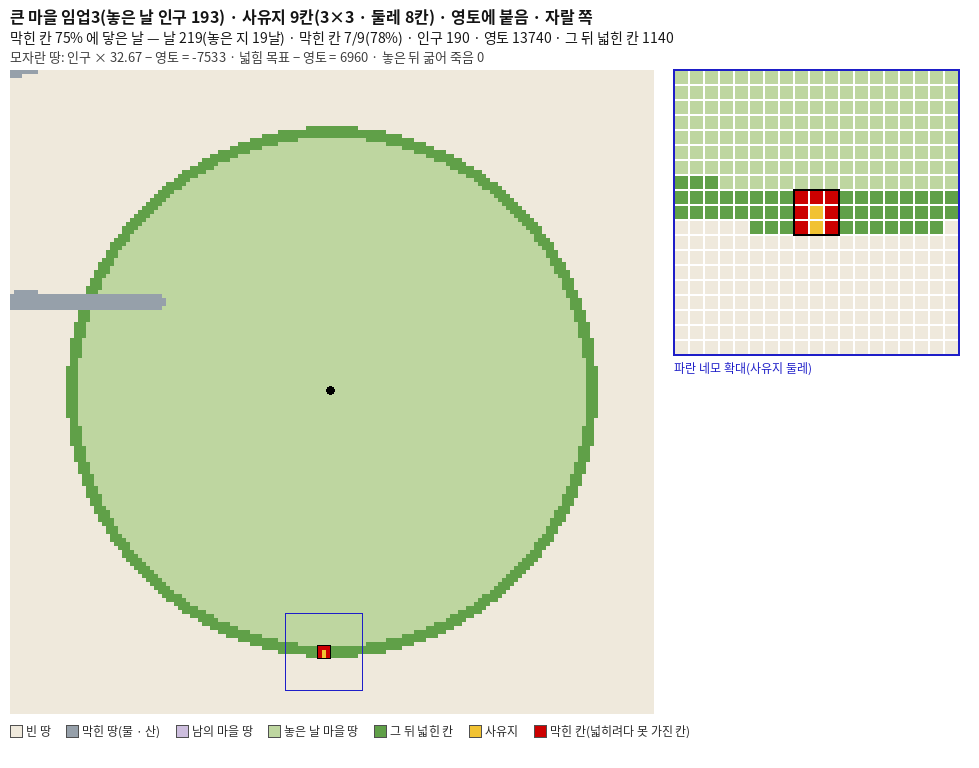 큰 마을 임업3(놓은 날 인구 193) · 사유지 9칸(3×3 · 둘레 8칸) · 영토에 붙음 · 자랄 쪽
막힌 칸 75% 에 닿은 날 — 날 219(놓은 지 19날) · 막힌 칸 7/9(78%) · 인구 190 · 영토 13740 · 그 뒤 넓힌 칸 1140
모자란 땅: 인구 × 32.67 − 영토 = -7533 · 넓힘 목표 − 영토 = 6960 · 놓은 뒤 굶어 죽음 0
파란 네모 확대(사유지 둘레)
빈 땅
막힌 땅(물 · 산)
남의 마을 땅
놓은 날 마을 땅
그 뒤 넓힌 칸
사유지
막힌 칸(넓히려다 못 가진 칸)